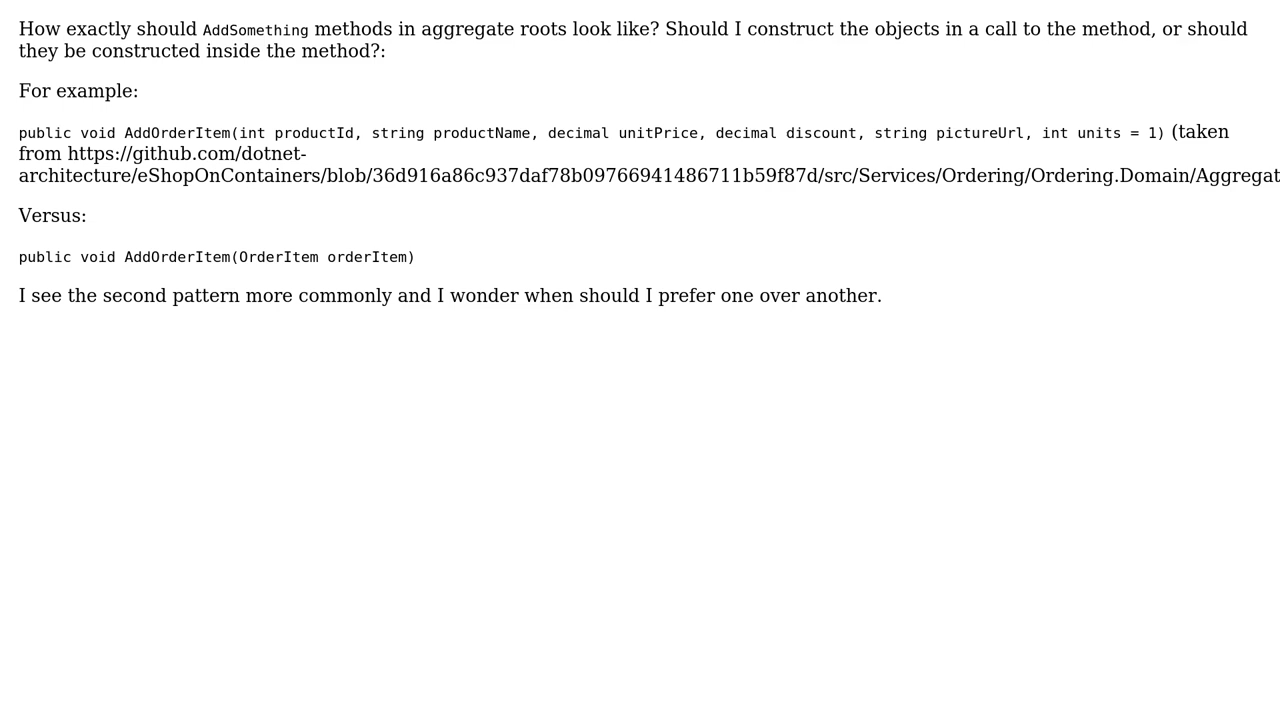 How exactly should AddSomething methods in aggregate roots look like? Should I construct the objects in a call to the method, or should
they be constructed inside the method?:
For example:
public void AddOrderItem(int productId, string productName, decimal unitPrice, decimal discount, string pictureUrl, int units = 1) (taken
from https://github.com/dotnet-
architecture/eShopOnContainers/blob/36d916a86c937daf78b09766941486711b59f87d/src/Services/Ordering/Ordering.Domain/Aggregat
Versus:
public void AddOrderItem(OrderItem orderItem)
I see the second pattern more commonly and I wonder when should I prefer one over another.